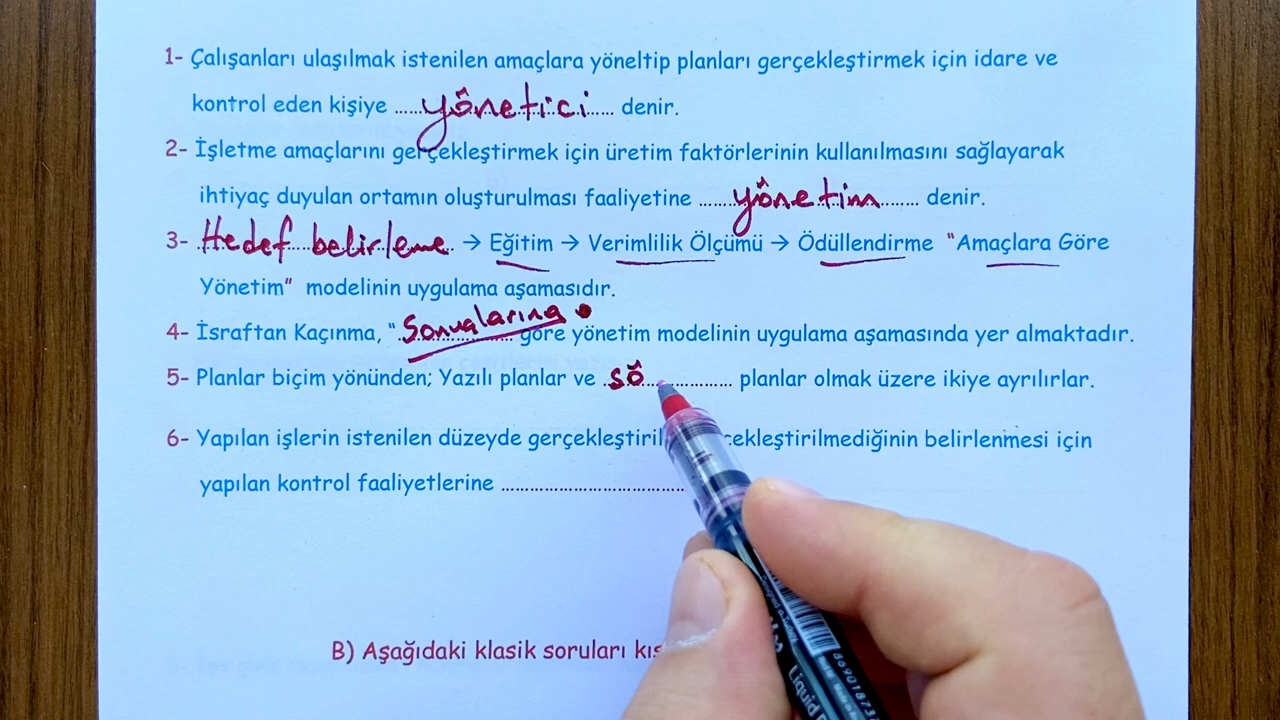 1- Çalışanları ulaşılmak istenilen amaçlara yöneltip planları gerçekleştirmek için idare ve
kontrol eden kişiye ......yönetici...... denir.
2- İşletme amaçlarını gerçekleştirmek için üretim faktörlerinin kullanılmasını sağlayarak
ihtiyaç duyulan ortamın oluşturulması faaliyetine ......yönetim...... denir.
3- Hedef belirleme → Eğitim → Verimlilik Ölçümü → Ödüllendirme "Amaçlara Göre
Yönetim" modelinin uygulama aşamasıdır.
4- İsraftan Kaçınma, "Sonuçlarına göre yönetim modelinin uygulama aşamasında yer almaktadır.
5- Planlar biçim yönünden; Yazılı planlar ve ...sö............ planlar olmak üzere ikiye ayrılırlar.
6- Yapılan işlerin istenilen düzeyde gerçekleştiril cekleştirilmediğinin belirlenmesi için
yapılan kontrol faaliyetlerine ..............................
B) Aşağıdaki klasik soruları kıs
Liquid
8690187